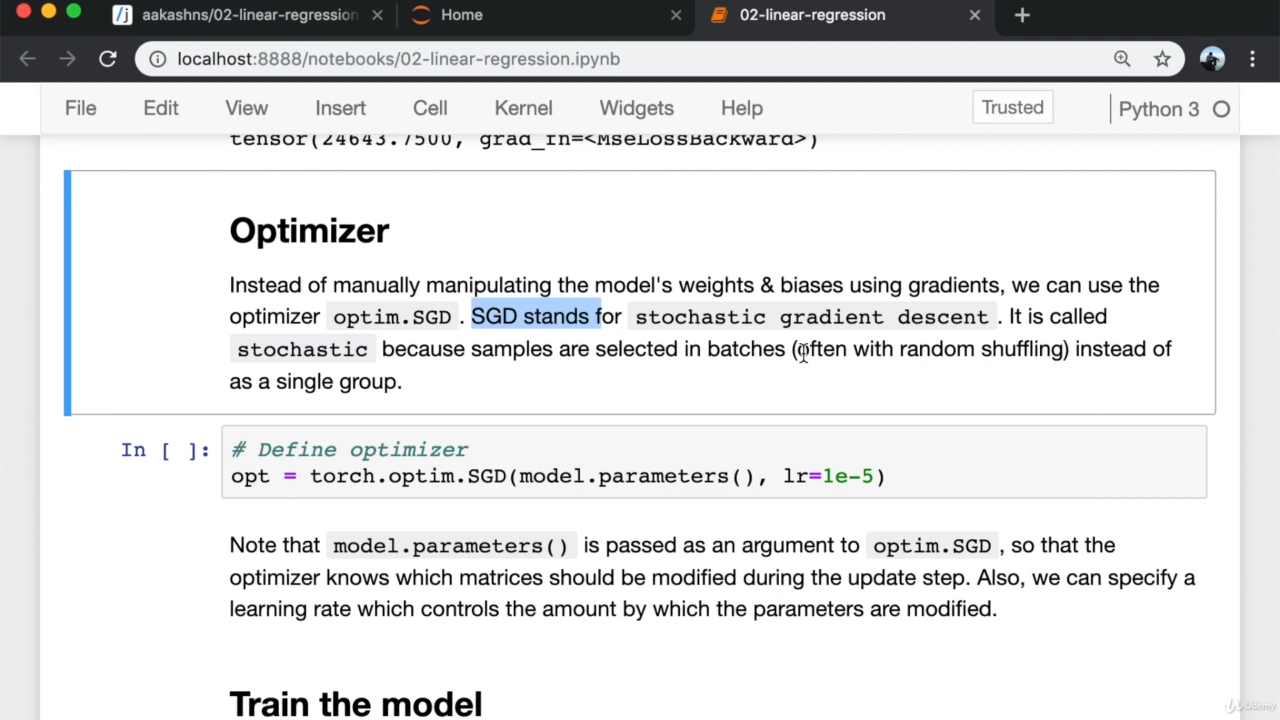 aakashns/02-linear-regression
Home
02-linear-regression
localhost:8888/notebooks/02-linear-regression.ipynb
File Edit View Insert Cell Kernel Widgets Help Trusted Python 3
tensor(24643.7500, grad_fn=<MseLossBackward>)
Optimizer
Instead of manually manipulating the model's weights & biases using gradients, we can use the
optimizer optim.SGD . SGD stands for stochastic gradient descent . It is called
stochastic because samples are selected in batches (often with random shuffling) instead of
as a single group.
In [ ]: # Define optimizer
opt = torch.optim.SGD(model.parameters(), lr=1e-5)
Note that model.parameters() is passed as an argument to optim.SGD , so that the
optimizer knows which matrices should be modified during the update step. Also, we can specify a
learning rate which controls the amount by which the parameters are modified.
Train the model
Udemy